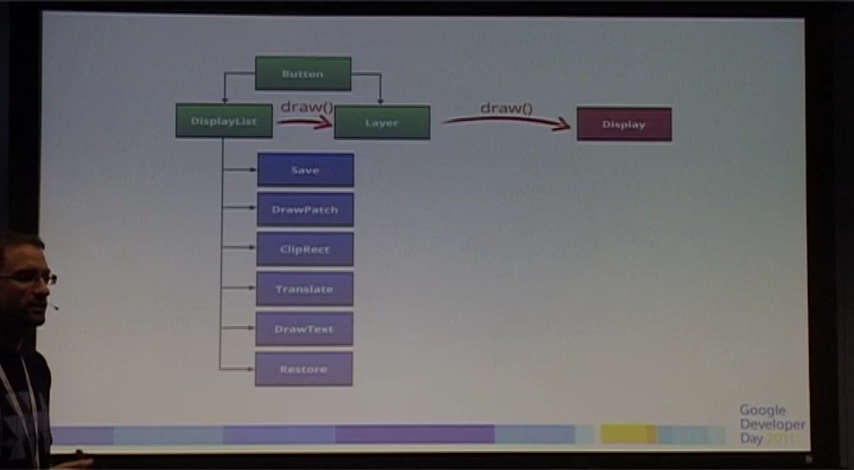 Button
draw()
draw()
DisplayList
Layer
Display
Save
DrawPatch
ClipRect
Translate
DrawText
Restore
Google
Developer
Day 2011